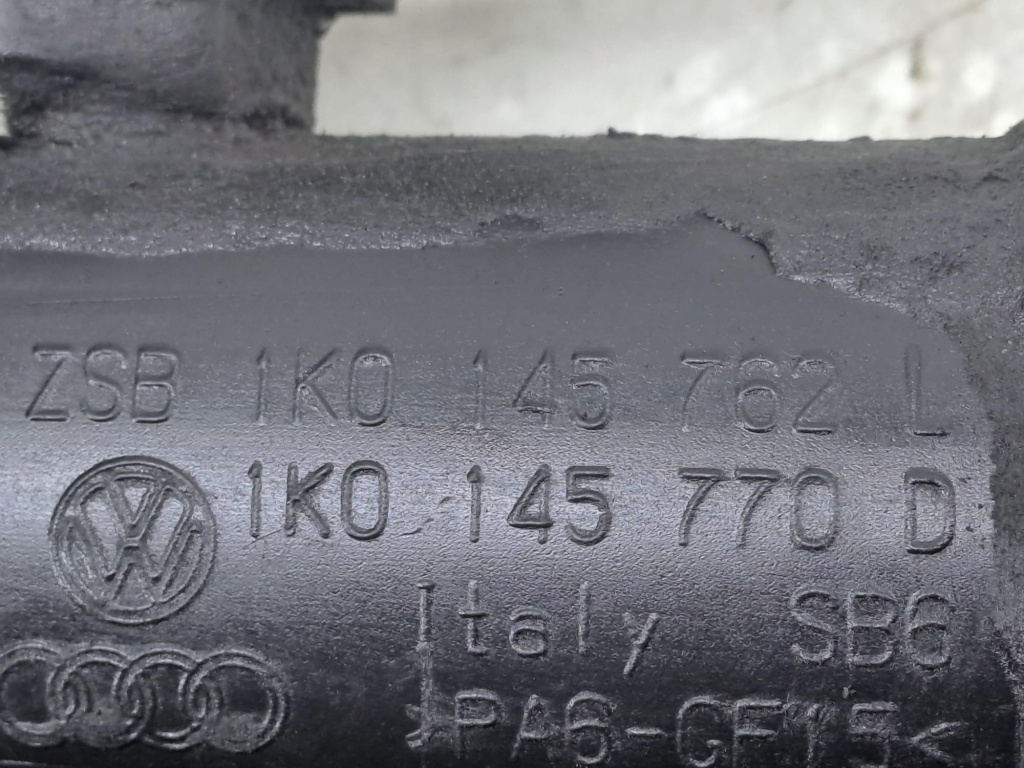 ZSB 1K0 145 762 L
1K0 145 770 D
Italy SB6
>PA6-GF15<